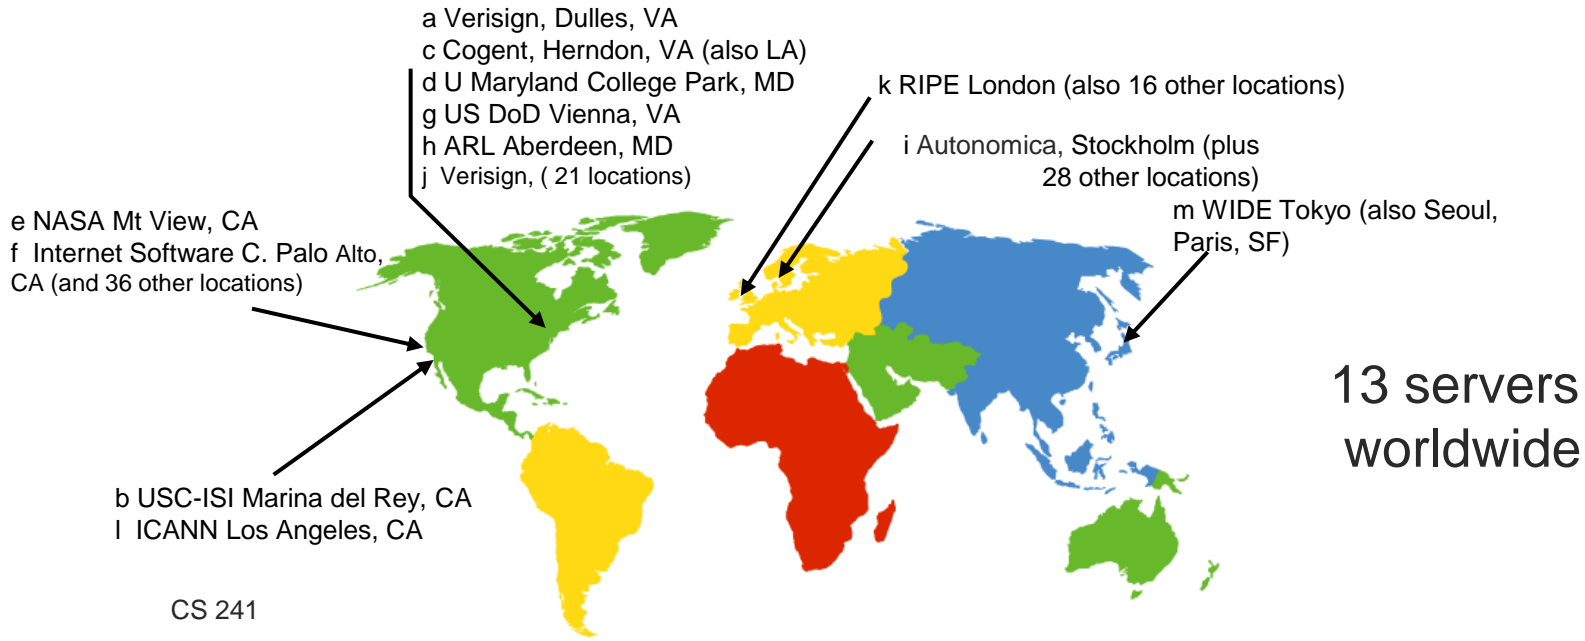 a Verisign, Dulles, VA
c Cogent, Herndon, VA (also LA)
d U Maryland College Park, MD
g US DoD Vienna, VA
h ARL Aberdeen, MD
j Verisign, ( 21 locations)
k RIPE London (also 16 other locations)
i Autonomica, Stockholm (plus
28 other locations)
m WIDE Tokyo (also Seoul,
Paris, SF)
e NASA Mt View, CA
f Internet Software C. Palo Alto,
CA (and 36 other locations)
13 servers
worldwide
b USC-ISI Marina del Rey, CA
l ICANN Los Angeles, CA
CS 241